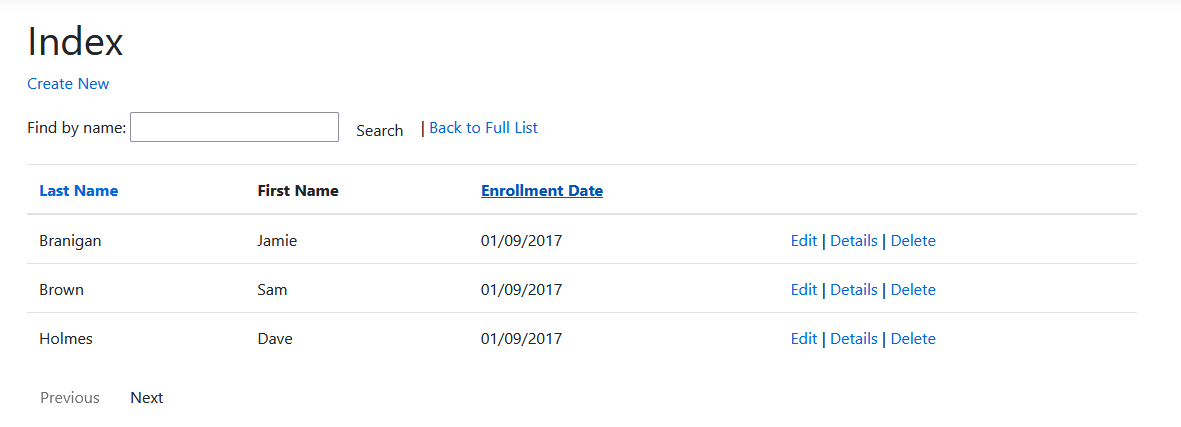 Index
Create New
Find by name: Search | Back to Full List
Last Name First Name Enrollment Date
Branigan Jamie 01/09/2017 Edit | Details | Delete
Brown Sam 01/09/2017 Edit | Details | Delete
Holmes Dave 01/09/2017 Edit | Details | Delete
Previous Next